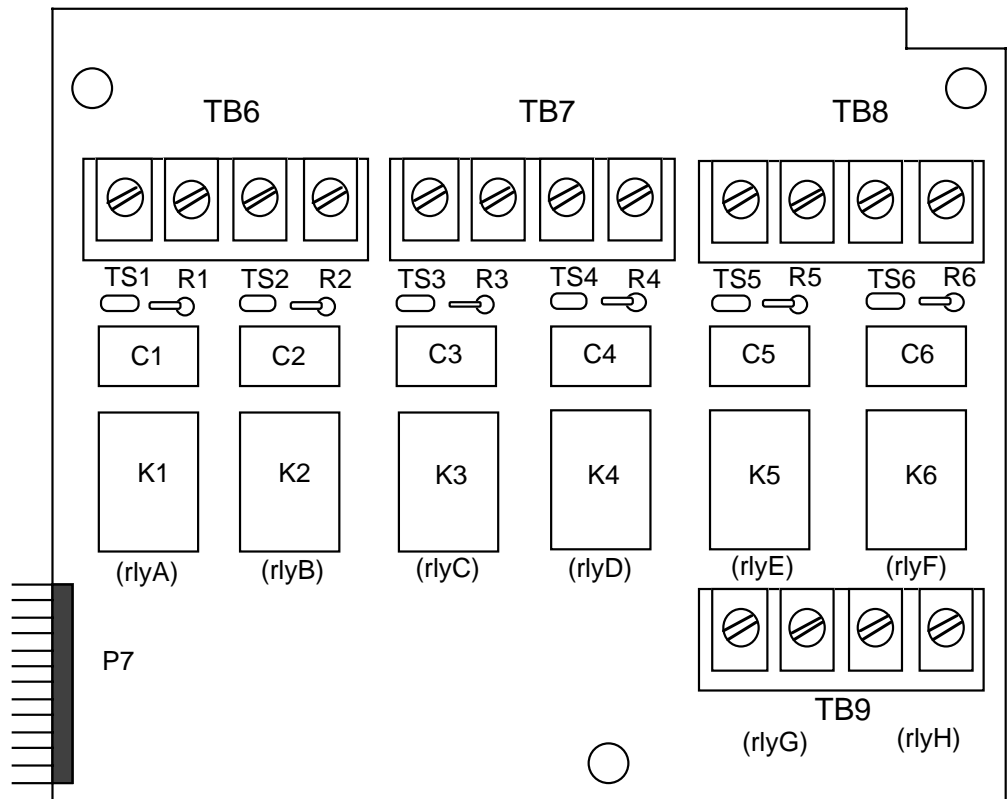 TB6 TB7 TB8
TS1 R1 TS2 R2 TS3 R3 TS4 R4 TS5 R5 TS6 R6
C1 C2 C3 C4 C5 C6
K1 K2 K3 K4 K5 K6
(rlyA) (rlyB) (rlyC) (rlyD) (rlyE) (rlyF)
P7
TB9
(rlyG) (rlyH)